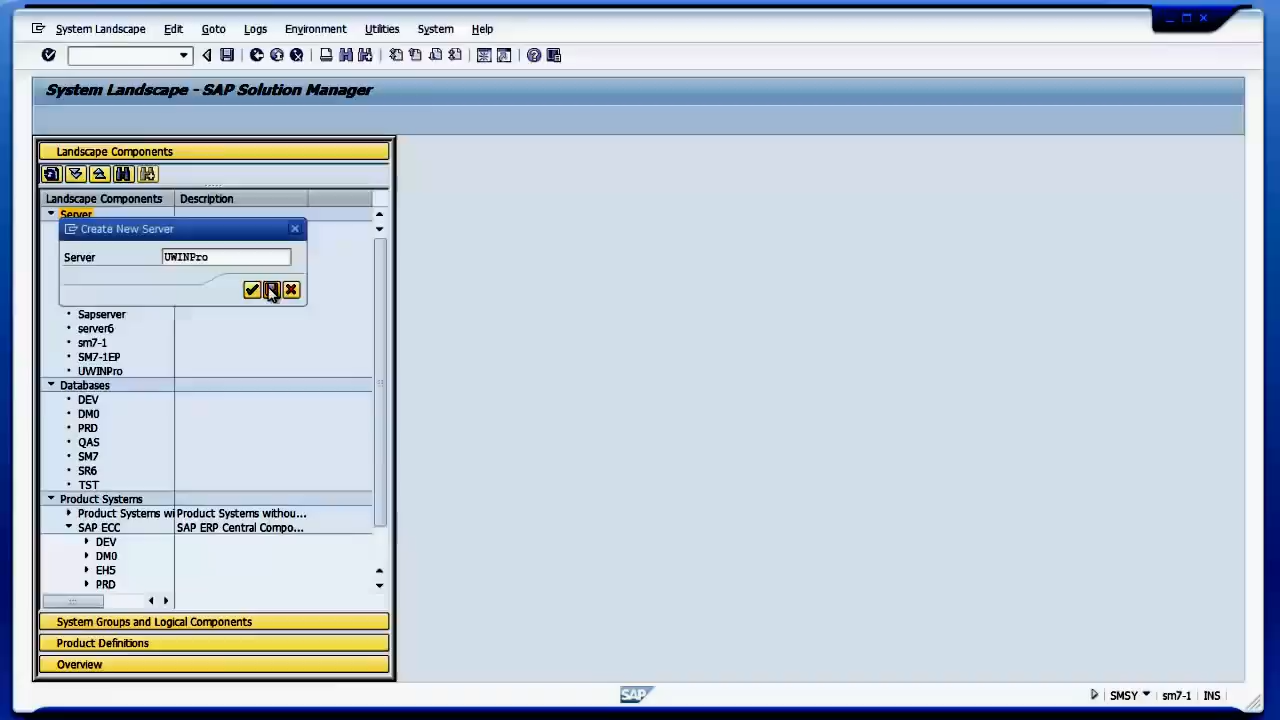 System Landscape Edit Goto Logs Environment Utilities System Help
System Landscape - SAP Solution Manager
Landscape Components
Landscape Components Description
Server
Create New Server
Server UWINPro
Sapserver
server6
sm7-1
SM7-1EP
UWINPro
Databases
DEV
DM0
PRD
QAS
SM7
SR6
TST
Product Systems
Product Systems wi Product Systems withou...
SAP ECC SAP ERP Central Compo...
DEV
DM0
EH5
PRD
System Groups and Logical Components
Product Definitions
Overview
SAP SMSY sm7-1 INS